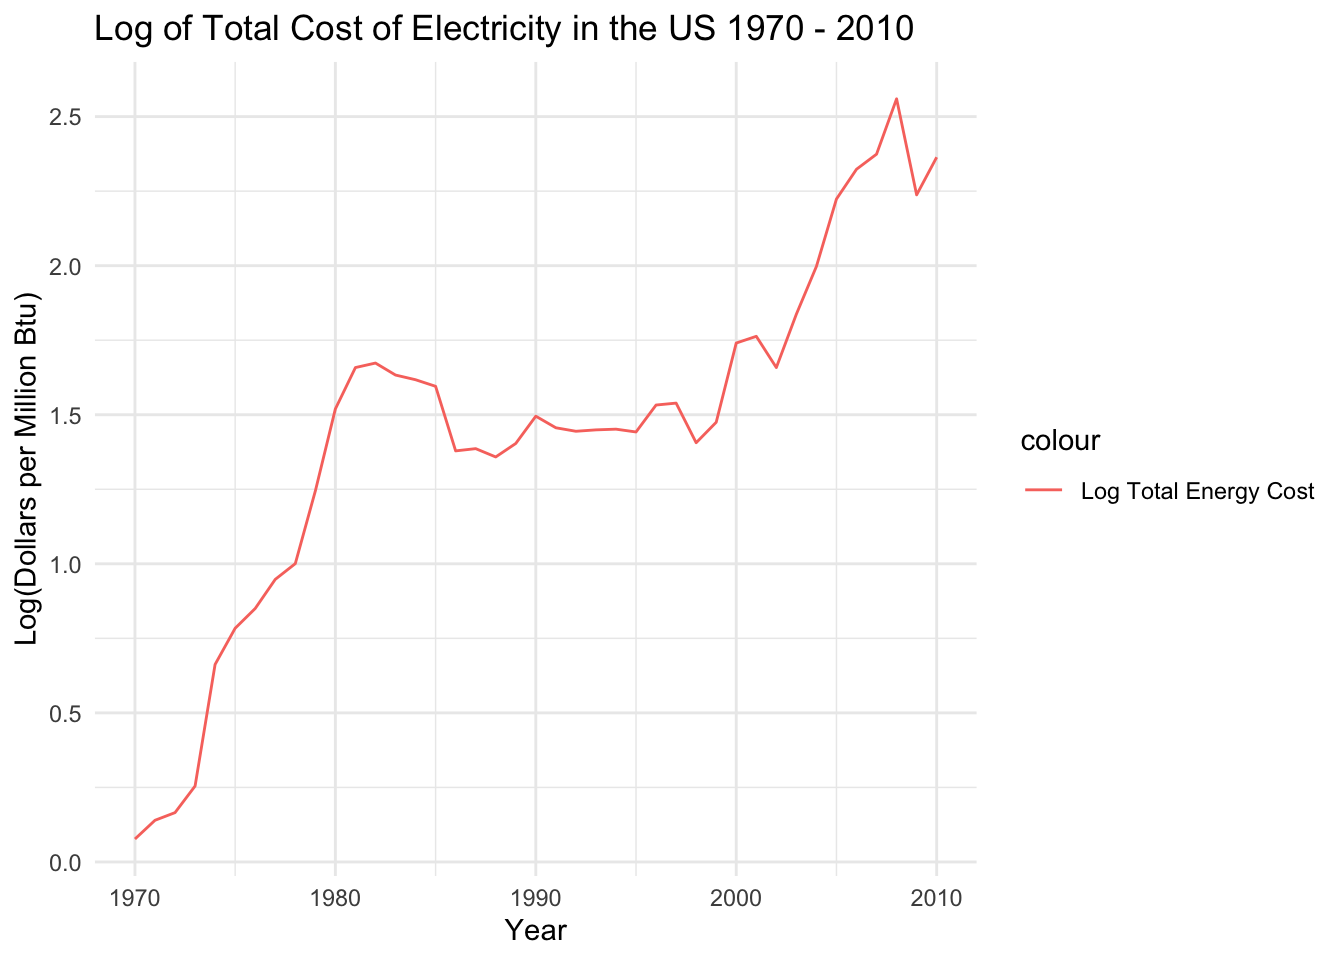 Log of Total Cost of Electricity in the US 1970 - 2010
Log(Dollars per Million Btu)
2.5
2.0
1.5
1.0
0.5
0.0
1970 1980 1990 2000 2010
Year
colour
Log Total Energy Cost